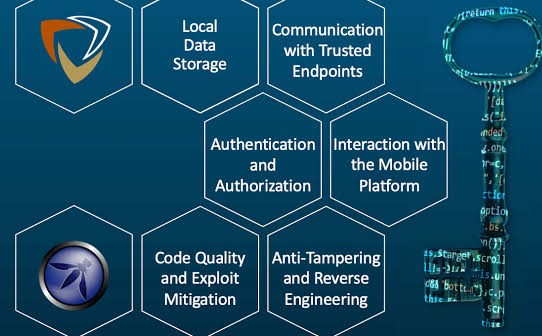 Local
Data
Storage
Communication
with Trusted
Endpoints
Authentication
and
Authorization
Interaction with
the Mobile
Platform
Code Quality
and Exploit
Mitigation
Anti-Tampering
and Reverse
Engineering